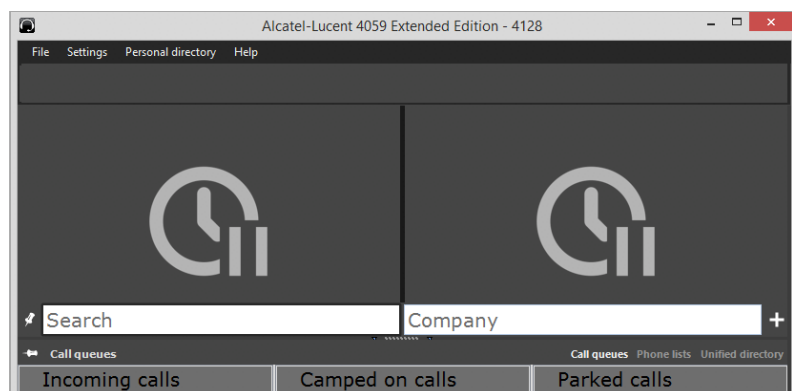 Alcatel-Lucent 4059 Extended Edition - 4128
File Settings Personal directory Help
Search Company
Call queues Call queues Phone lists Unified directory
Incoming calls Camped on calls Parked calls